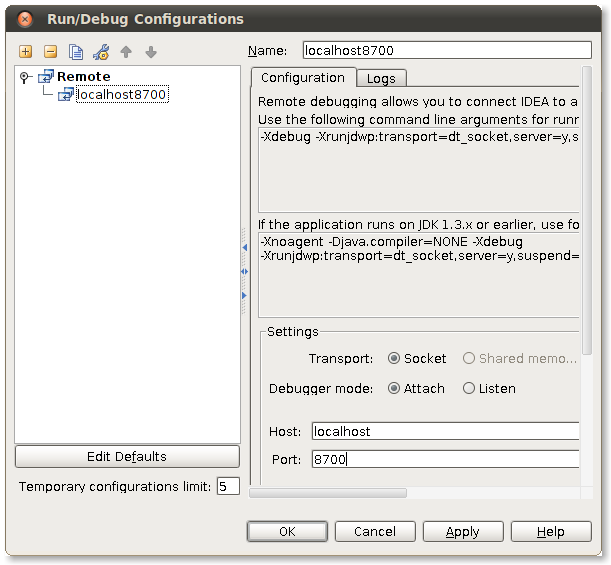 Run/Debug Configurations
Name: localhost8700
Remote
localhost8700
Configuration Logs
Remote debugging allows you to connect IDEA to a
Use the following command line arguments for runr
-Xdebug -Xrunjdwp:transport=dt_socket,server=y,s
If the application runs on JDK 1.3.x or earlier, use fo
-Xnoagent -Djava.compiler=NONE -Xdebug
-Xrunjdwp:transport=dt_socket,server=y,suspend=
Settings
Transport: Socket Shared memo...
Debugger mode: Attach Listen
Host: localhost
Port: 8700
Edit Defaults
Temporary configurations limit: 5
OK Cancel Apply Help